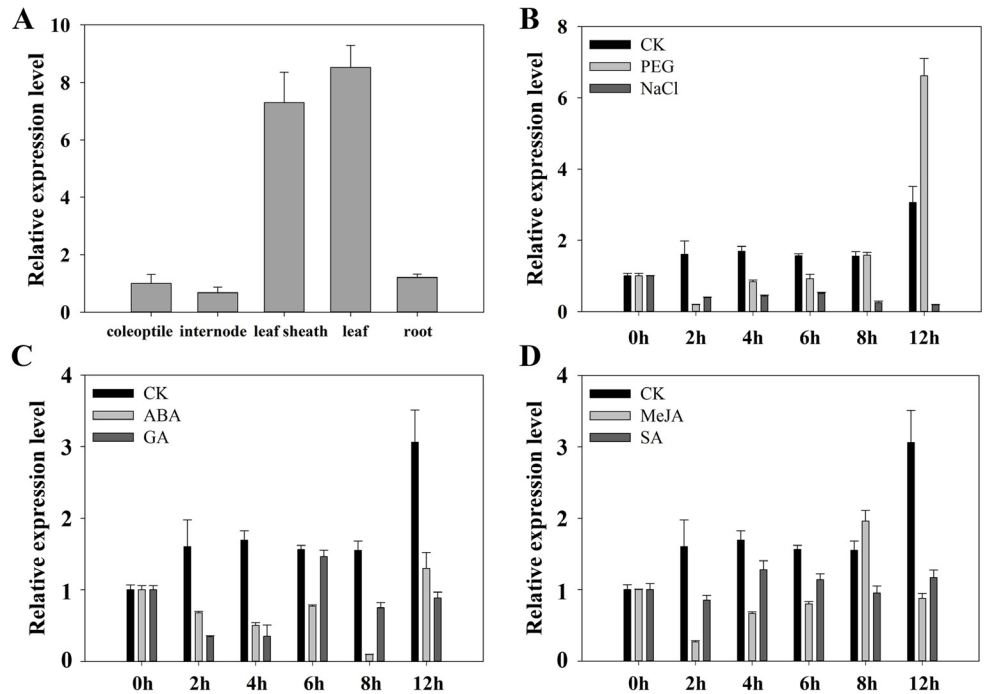 A
Relative expression level
10
8
6
4
2
0
coleoptile internode leaf sheath leaf root
B
Relative expression level
8
6
4
2
0
CK
PEG
NaCl
0h 2h 4h 6h 8h 12h
C
Relative expression level
4
3
2
1
0
CK
ABA
GA
0h 2h 4h 6h 8h 12h
D
Relative expression level
4
3
2
1
0
CK
MeJA
SA
0h 2h 4h 6h 8h 12h